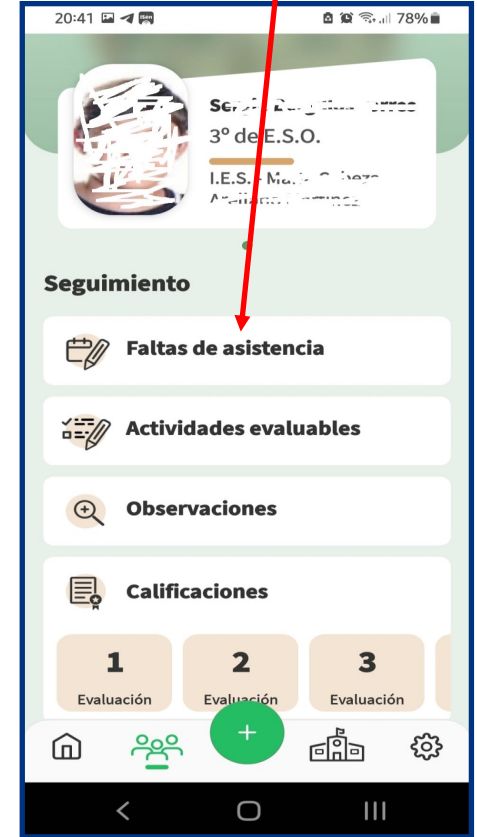 20:41
78%
3º de E.S.O.
I.E.S.
Seguimiento
Faltas de asistencia
Actividades evaluables
Observaciones
Calificaciones
1 2 3
Evaluación Evaluación Evaluación
+